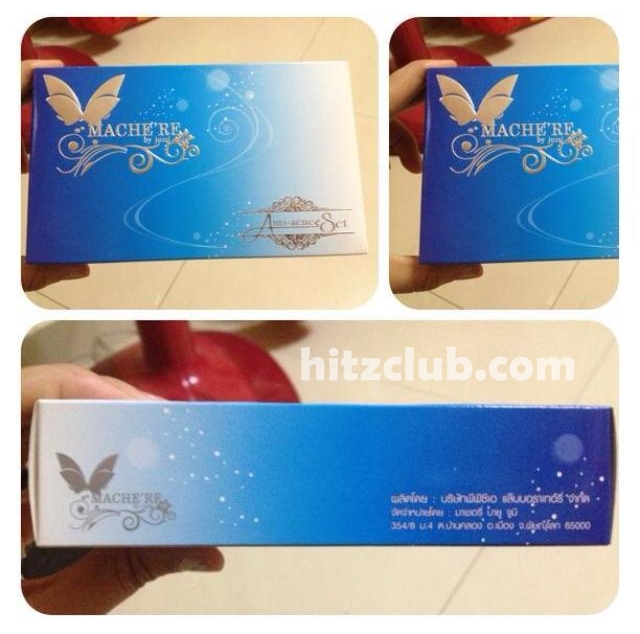 MACHE'RE
by jumi
Anti-acne Set
MACHE'RE
hitzclub.com
MACHE'RE
ผลิตโดย : บริษัทพีพีซีเอ แล็บบอราเทอรี่ จำกัด
จัดจำหน่ายโดย : มาเชอรี่ บายู จูมิ
354/8 ม.4 ต.บ้านคลอง อ.เมือง จ.พิษณุโลก 65000